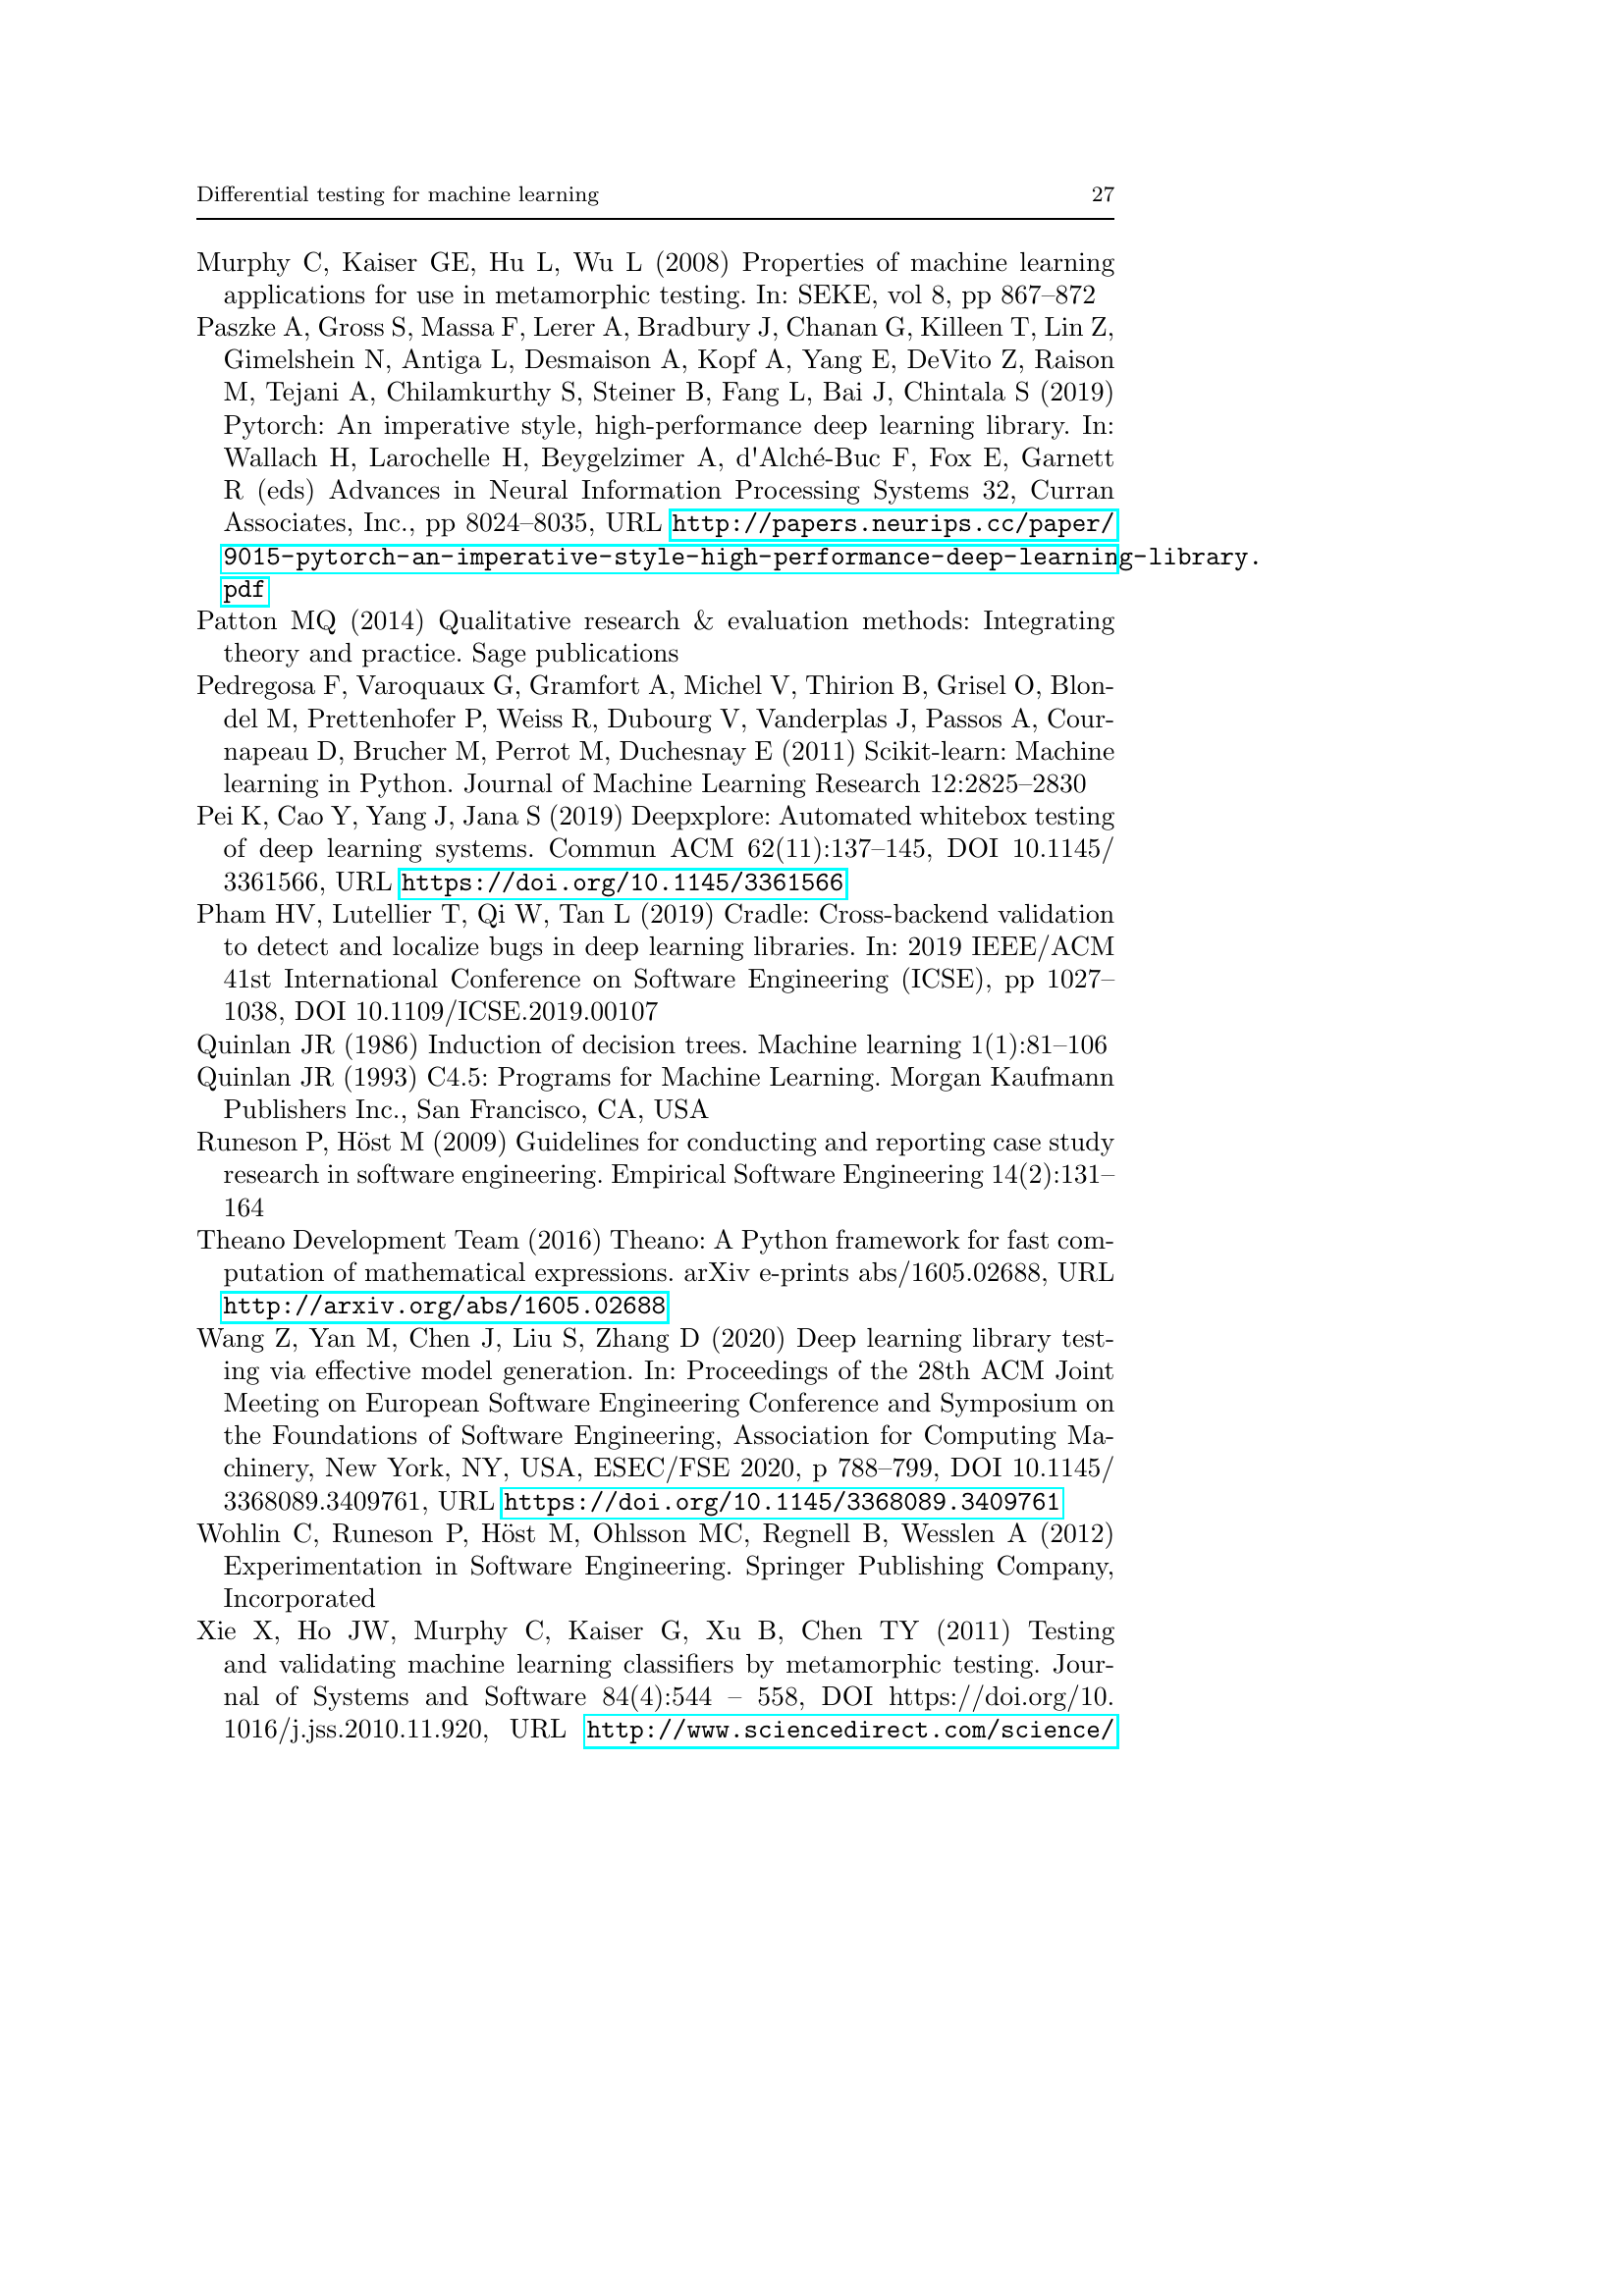 Differential testing for machine learning 27
Murphy C, Kaiser GE, Hu L, Wu L (2008) Properties of machine learning
applications for use in metamorphic testing. In: SEKE, vol 8, pp 867–872
Paszke A, Gross S, Massa F, Lerer A, Bradbury J, Chanan G, Killeen T, Lin Z,
Gimelshein N, Antiga L, Desmaison A, Kopf A, Yang E, DeVito Z, Raison
M, Tejani A, Chilamkurthy S, Steiner B, Fang L, Bai J, Chintala S (2019)
Pytorch: An imperative style, high-performance deep learning library. In:
Wallach H, Larochelle H, Beygelzimer A, d'Alché-Buc F, Fox E, Garnett
R (eds) Advances in Neural Information Processing Systems 32, Curran
Associates, Inc., pp 8024–8035, URL http://papers.neurips.cc/paper/
9015-pytorch-an-imperative-style-high-performance-deep-learning-library.
pdf
Patton MQ (2014) Qualitative research & evaluation methods: Integrating
theory and practice. Sage publications
Pedregosa F, Varoquaux G, Gramfort A, Michel V, Thirion B, Grisel O, Blon-
del M, Prettenhofer P, Weiss R, Dubourg V, Vanderplas J, Passos A, Cour-
napeau D, Brucher M, Perrot M, Duchesnay E (2011) Scikit-learn: Machine
learning in Python. Journal of Machine Learning Research 12:2825–2830
Pei K, Cao Y, Yang J, Jana S (2019) Deepxplore: Automated whitebox testing
of deep learning systems. Commun ACM 62(11):137–145, DOI 10.1145/
3361566, URL https://doi.org/10.1145/3361566
Pham HV, Lutellier T, Qi W, Tan L (2019) Cradle: Cross-backend validation
to detect and localize bugs in deep learning libraries. In: 2019 IEEE/ACM
41st International Conference on Software Engineering (ICSE), pp 1027–
1038, DOI 10.1109/ICSE.2019.00107
Quinlan JR (1986) Induction of decision trees. Machine learning 1(1):81–106
Quinlan JR (1993) C4.5: Programs for Machine Learning. Morgan Kaufmann
Publishers Inc., San Francisco, CA, USA
Runeson P, Höst M (2009) Guidelines for conducting and reporting case study
research in software engineering. Empirical Software Engineering 14(2):131–
164
Theano Development Team (2016) Theano: A Python framework for fast com-
putation of mathematical expressions. arXiv e-prints abs/1605.02688, URL
http://arxiv.org/abs/1605.02688
Wang Z, Yan M, Chen J, Liu S, Zhang D (2020) Deep learning library test-
ing via effective model generation. In: Proceedings of the 28th ACM Joint
Meeting on European Software Engineering Conference and Symposium on
the Foundations of Software Engineering, Association for Computing Ma-
chinery, New York, NY, USA, ESEC/FSE 2020, p 788–799, DOI 10.1145/
3368089.3409761, URL https://doi.org/10.1145/3368089.3409761
Wohlin C, Runeson P, Höst M, Ohlsson MC, Regnell B, Wesslen A (2012)
Experimentation in Software Engineering. Springer Publishing Company,
Incorporated
Xie X, Ho JW, Murphy C, Kaiser G, Xu B, Chen TY (2011) Testing
and validating machine learning classifiers by metamorphic testing. Jour-
nal of Systems and Software 84(4):544 – 558, DOI https://doi.org/10.
1016/j.jss.2010.11.920, URL http://www.sciencedirect.com/science/